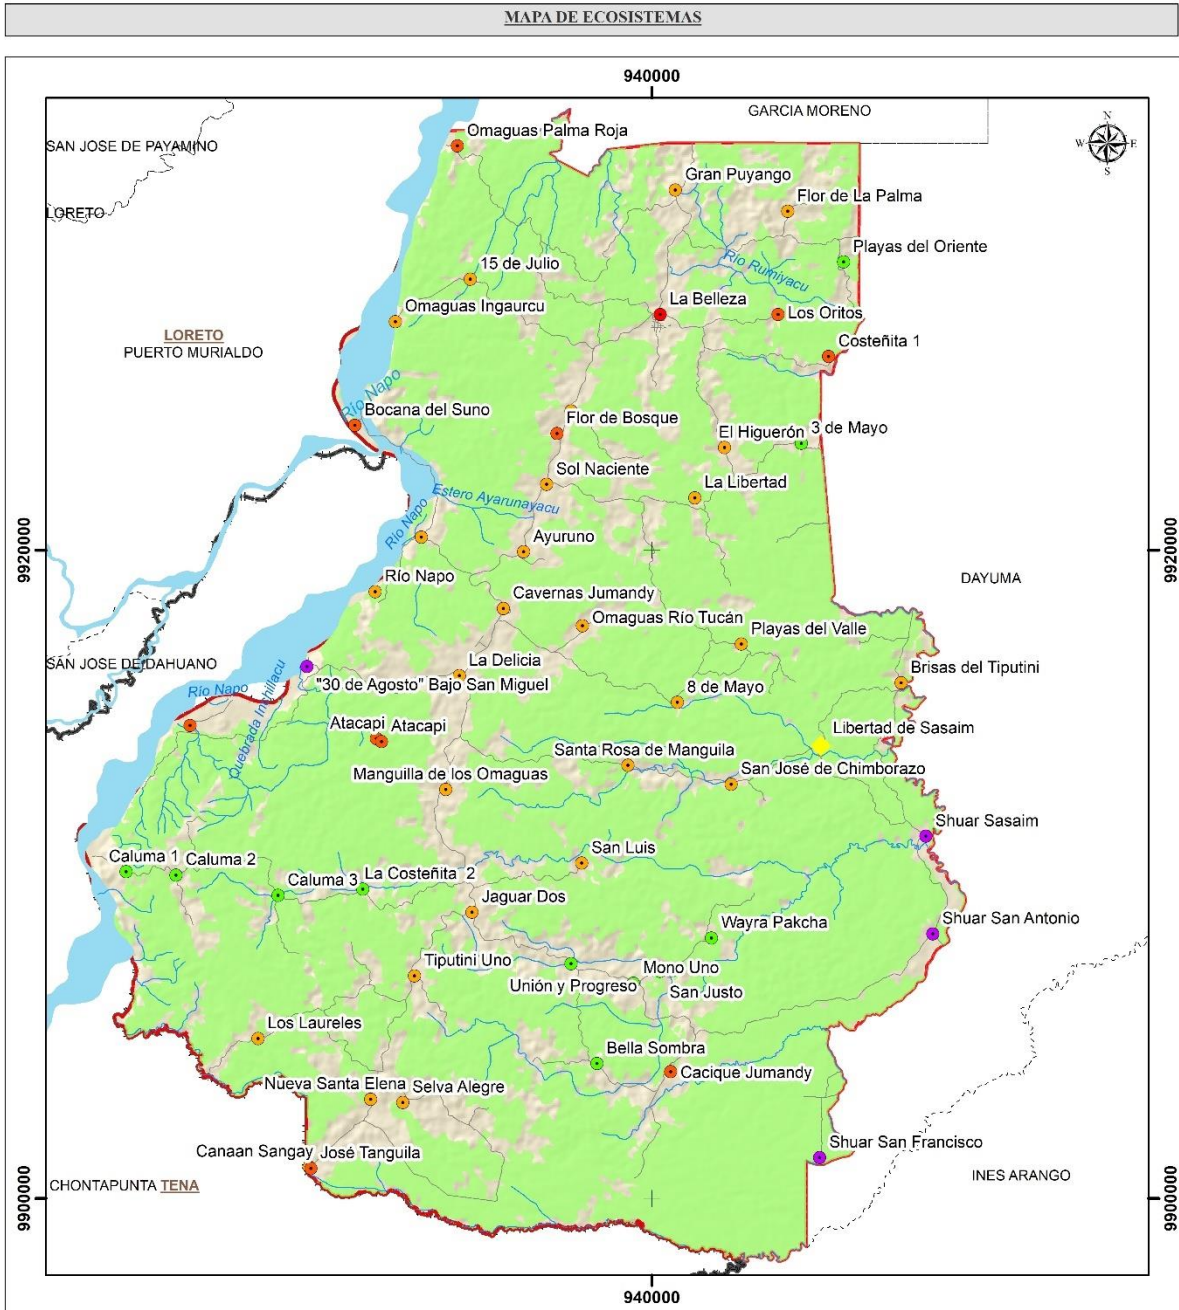 MAPA DE ECOSISTEMAS
940000
GARCIA MORENO
N
W E
S
SAN JOSE DE PAYAMINO
Omaguas Palma Roja
Gran Puyango
Flor de La Palma
LORETO
Playas del Oriente
Río Rumiyacu
15 de Julio
La Belleza
Omaguas Ingaurcu
Los Oritos
LORETO
PUERTO MURIALDO
Costeñita 1
Río Napo
Bocana del Suno
Flor de Bosque
El Higuerón
3 de Mayo
Sol Naciente
La Libertad
Estero Ayarunayacu
Río Napo
Ayuruno
9920000
9920000
DAYUMA
Río Napo
Cavernas Jumandy
Omaguas Río Tucán
Playas del Valle
SAN JOSE DE DAHUANO
La Delicia
Brisas del Tiputini
"30 de Agosto" Bajo San Miguel
8 de Mayo
Río Napo
Quebrada Inchillacu
Atacapi
Atacapi
Libertad de Sasaim
Santa Rosa de Manguila
San José de Chimborazo
Manguilla de los Omaguas
Shuar Sasaim
Caluma 1
Caluma 2
San Luis
Caluma 3
La Costeñita 2
Jaguar Dos
Shuar San Antonio
Wayra Pakcha
Tiputini Uno
Mono Uno
Unión y Progreso
San Justo
Los Laureles
Bella Sombra
Cacique Jumandy
Nueva Santa Elena
Selva Alegre
Canaan Sangay
José Tanguila
Shuar San Francisco
INES ARANGO
CHONTAPUNTA TENA
9900000
9900000
940000